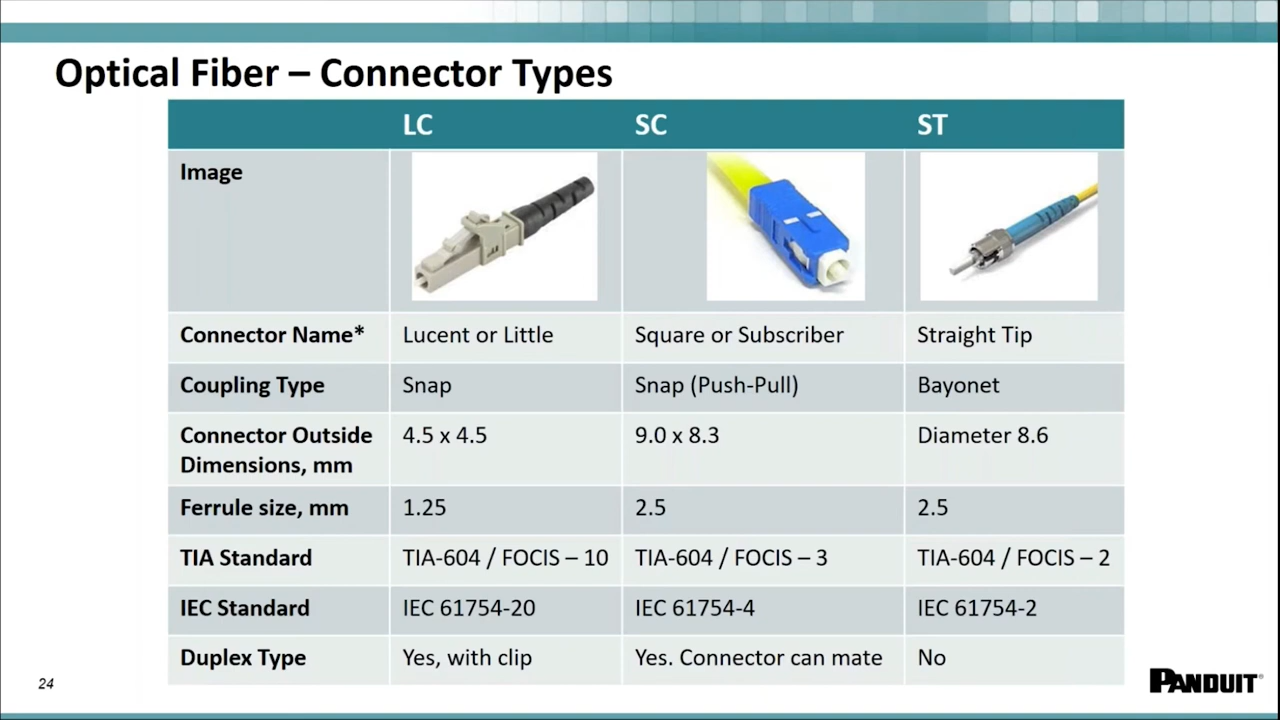 Optical Fiber – Connector Types
LC SC ST
Image
Connector Name* Lucent or Little Square or Subscriber Straight Tip
Coupling Type Snap Snap (Push-Pull) Bayonet
Connector Outside 4.5 x 4.5 9.0 x 8.3 Diameter 8.6
Dimensions, mm
Ferrule size, mm 1.25 2.5 2.5
TIA Standard TIA-604 / FOCIS – 10 TIA-604 / FOCIS – 3 TIA-604 / FOCIS – 2
IEC Standard IEC 61754-20 IEC 61754-4 IEC 61754-2
Duplex Type Yes, with clip Yes. Connector can mate No
24
PANDUIT®